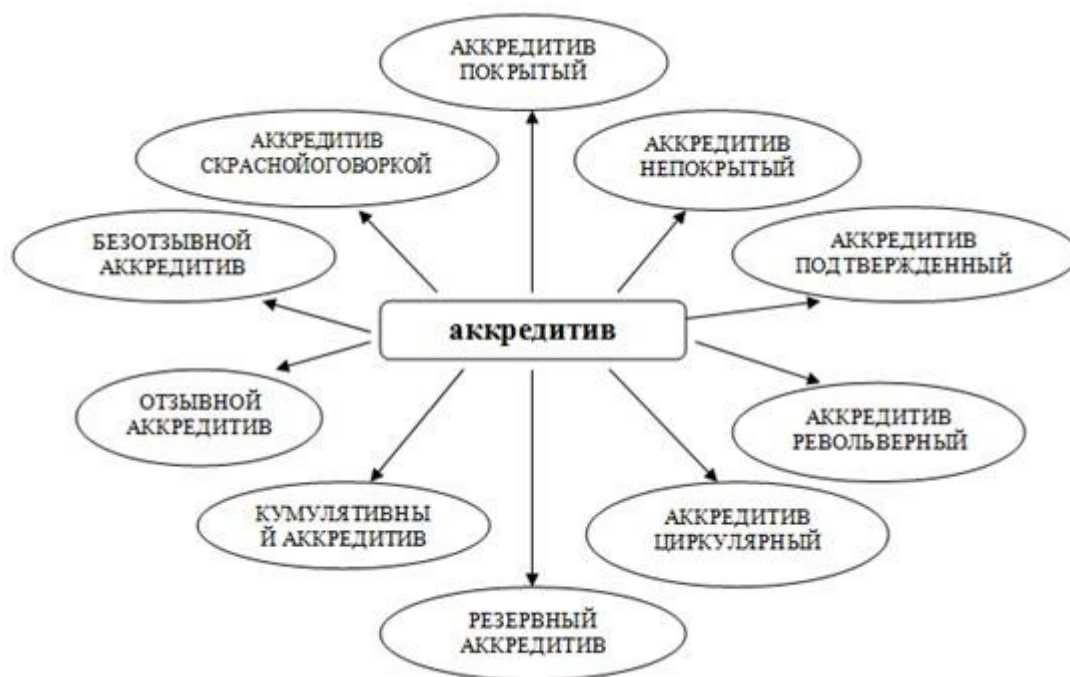 АККРЕДИТИВ
ПОКРЫТЫЙ
АККРЕДИТИВ
СКРАСНОЙОГОВОРКОЙ
АККРЕДИТИВ
НЕПОКРЫТЫЙ
БЕЗОТЗЫВНОЙ
АККРЕДИТИВ
АККРЕДИТИВ
ПОДТВЕРЖДЕННЫЙ
аккредитив
ОТЗЫВНОЙ
АККРЕДИТИВ
АККРЕДИТИВ
РЕВОЛЬВЕРНЫЙ
КУМУЛЯТИВНЫ
Й АККРЕДИТИВ
АККРЕДИТИВ
ЦИРКУЛЯРНЫЙ
РЕЗЕРВНЫЙ
АККРЕДИТИВ